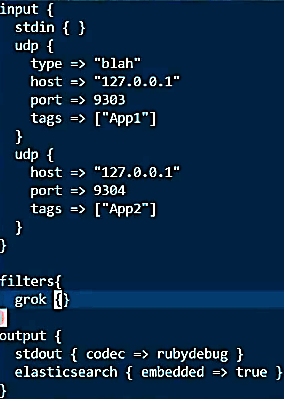 input {
  stdin { }
  udp {
    type => "blah"
    host => "127.0.0.1"
    port => 9303
    tags => ["App1"]
  }
  udp {
    host => "127.0.0.1"
    port => 9304
    tags => ["App2"]
  }
}
filters{
  grok {}
}
output {
  stdout { codec => rubydebug }
  elasticsearch { embedded => true }
}